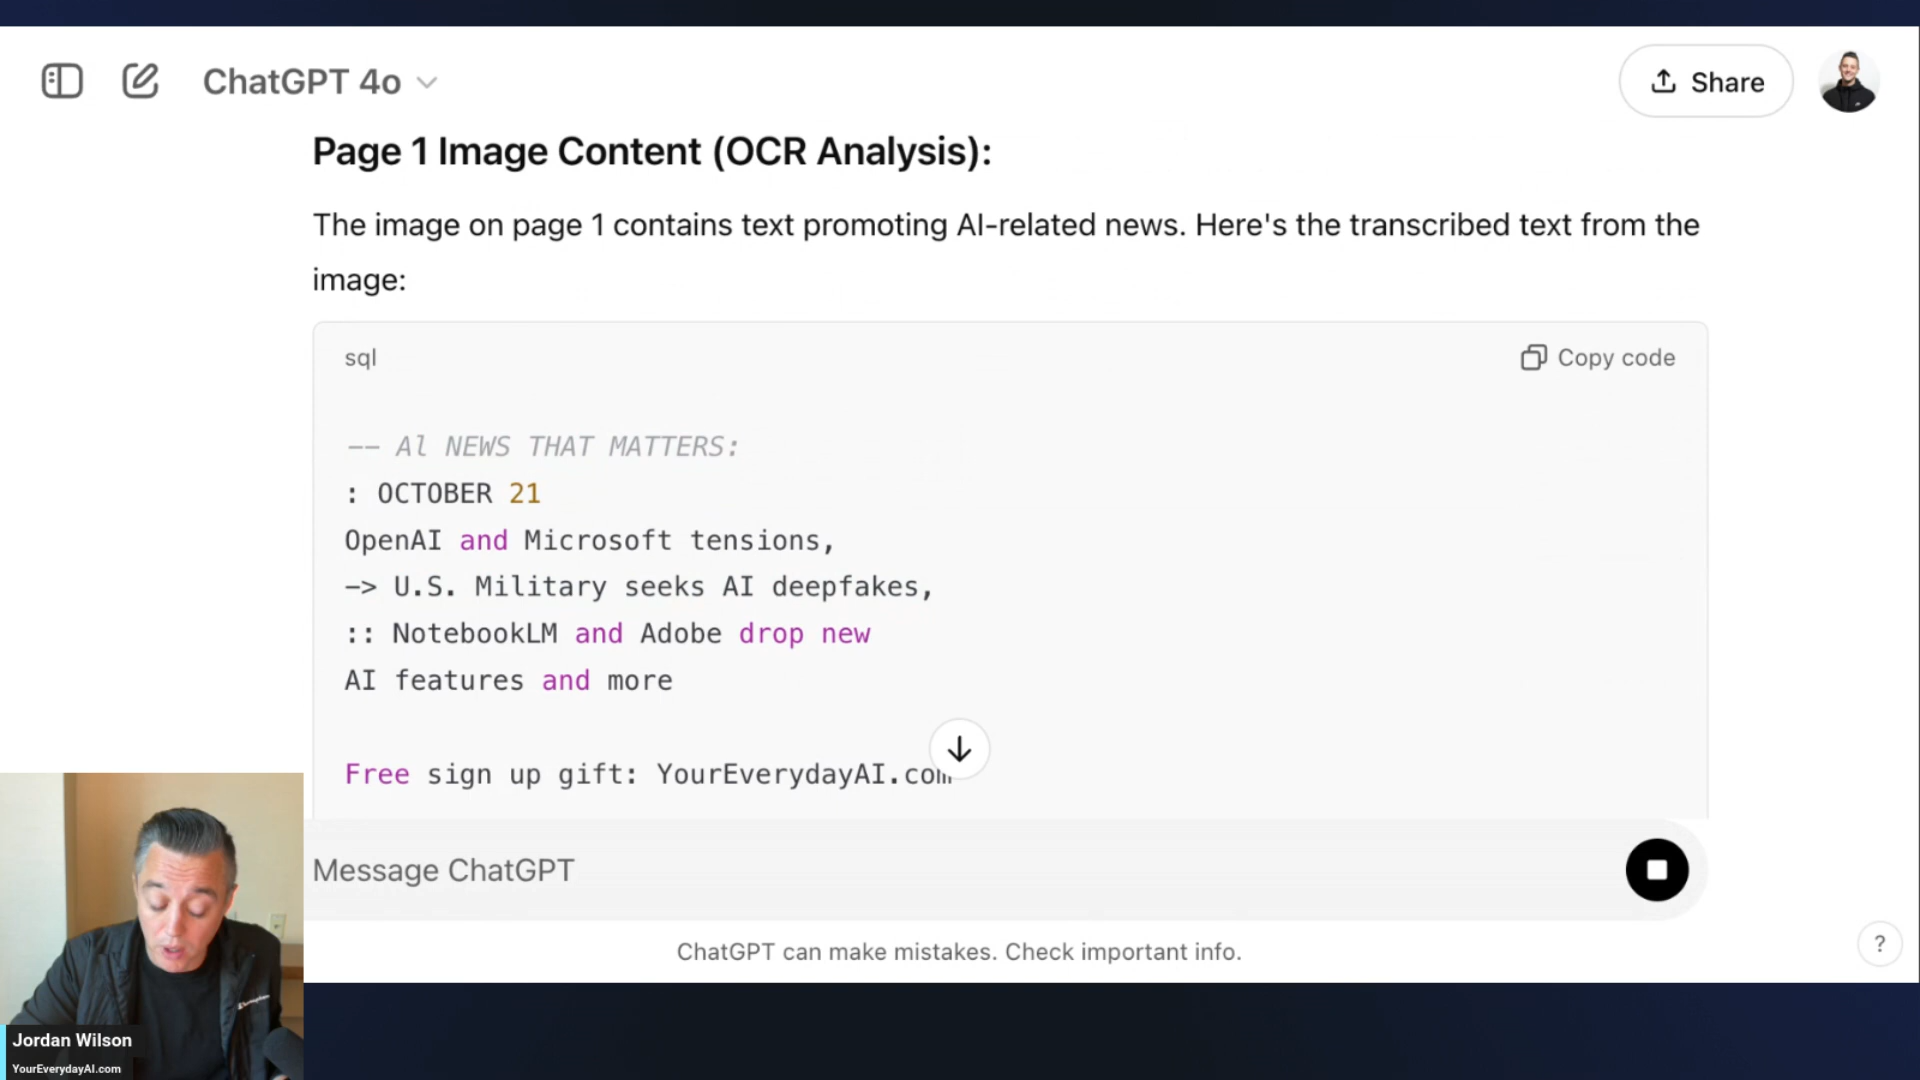 ChatGPT 4o
Share
Page 1 Image Content (OCR Analysis):
The image on page 1 contains text promoting AI-related news. Here's the transcribed text from the
image:
sql
Copy code
-- Al NEWS THAT MATTERS:
: OCTOBER 21
OpenAI and Microsoft tensions,
-> U.S. Military seeks AI deepfakes,
:: NotebookLM and Adobe drop new
AI features and more
Free sign up gift: YourEverydayAI.com
Message ChatGPT
ChatGPT can make mistakes. Check important info.
?
Jordan Wilson
YourEverydayAI.com